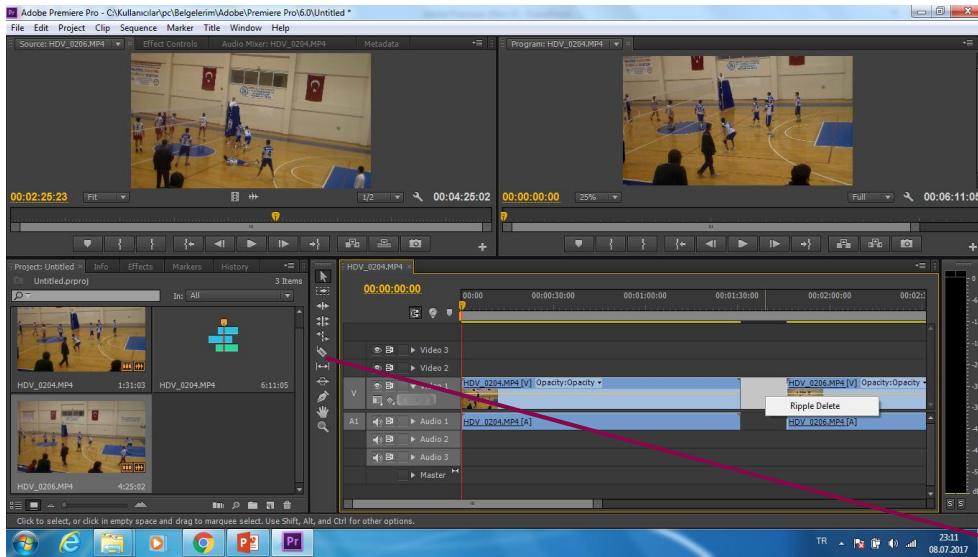 Adobe Premiere Pro - C:\Kullanıcılar\pc\Belgelerim\Adobe\Premiere Pro\6.0\Untitled *
File Edit Project Clip Sequence Marker Title Window Help
Source: HDV_0206.MP4 Effect Controls Audio Mixer: HDV_0204.MP4 Metadata
Program: HDV_0204.MP4
00:02:25:23 Fit 1/2 00:04:25:02
00:00:00:00 25% Full 00:06:11:05
Project: Untitled Info Effects Markers History
Untitled.prproj 3 Items
In: All
HDV_0204.MP4 1:31:03 HDV_0204.MP4 6:11:05
HDV_0206.MP4 4:25:02
HDV_0204.MP4
00:00:00:00
00:00 00:00:30:00 00:01:00:00 00:01:30:00 00:02:00:00 00:02:
Video 3
Video 2
V Video 1 HDV_0204.MP4 [V] Opacity:Opacity HDV_0206.MP4 [V] Opacity:Opacity
Ripple Delete
A1 Audio 1 HDV_0204.MP4 [A] HDV_0206.MP4 [A]
Audio 2
Audio 3
Master
S S
Click to select, or click in empty space and drag to marquee select. Use Shift, Alt, and Ctrl for other options.
TR 23:11
08.07.2017